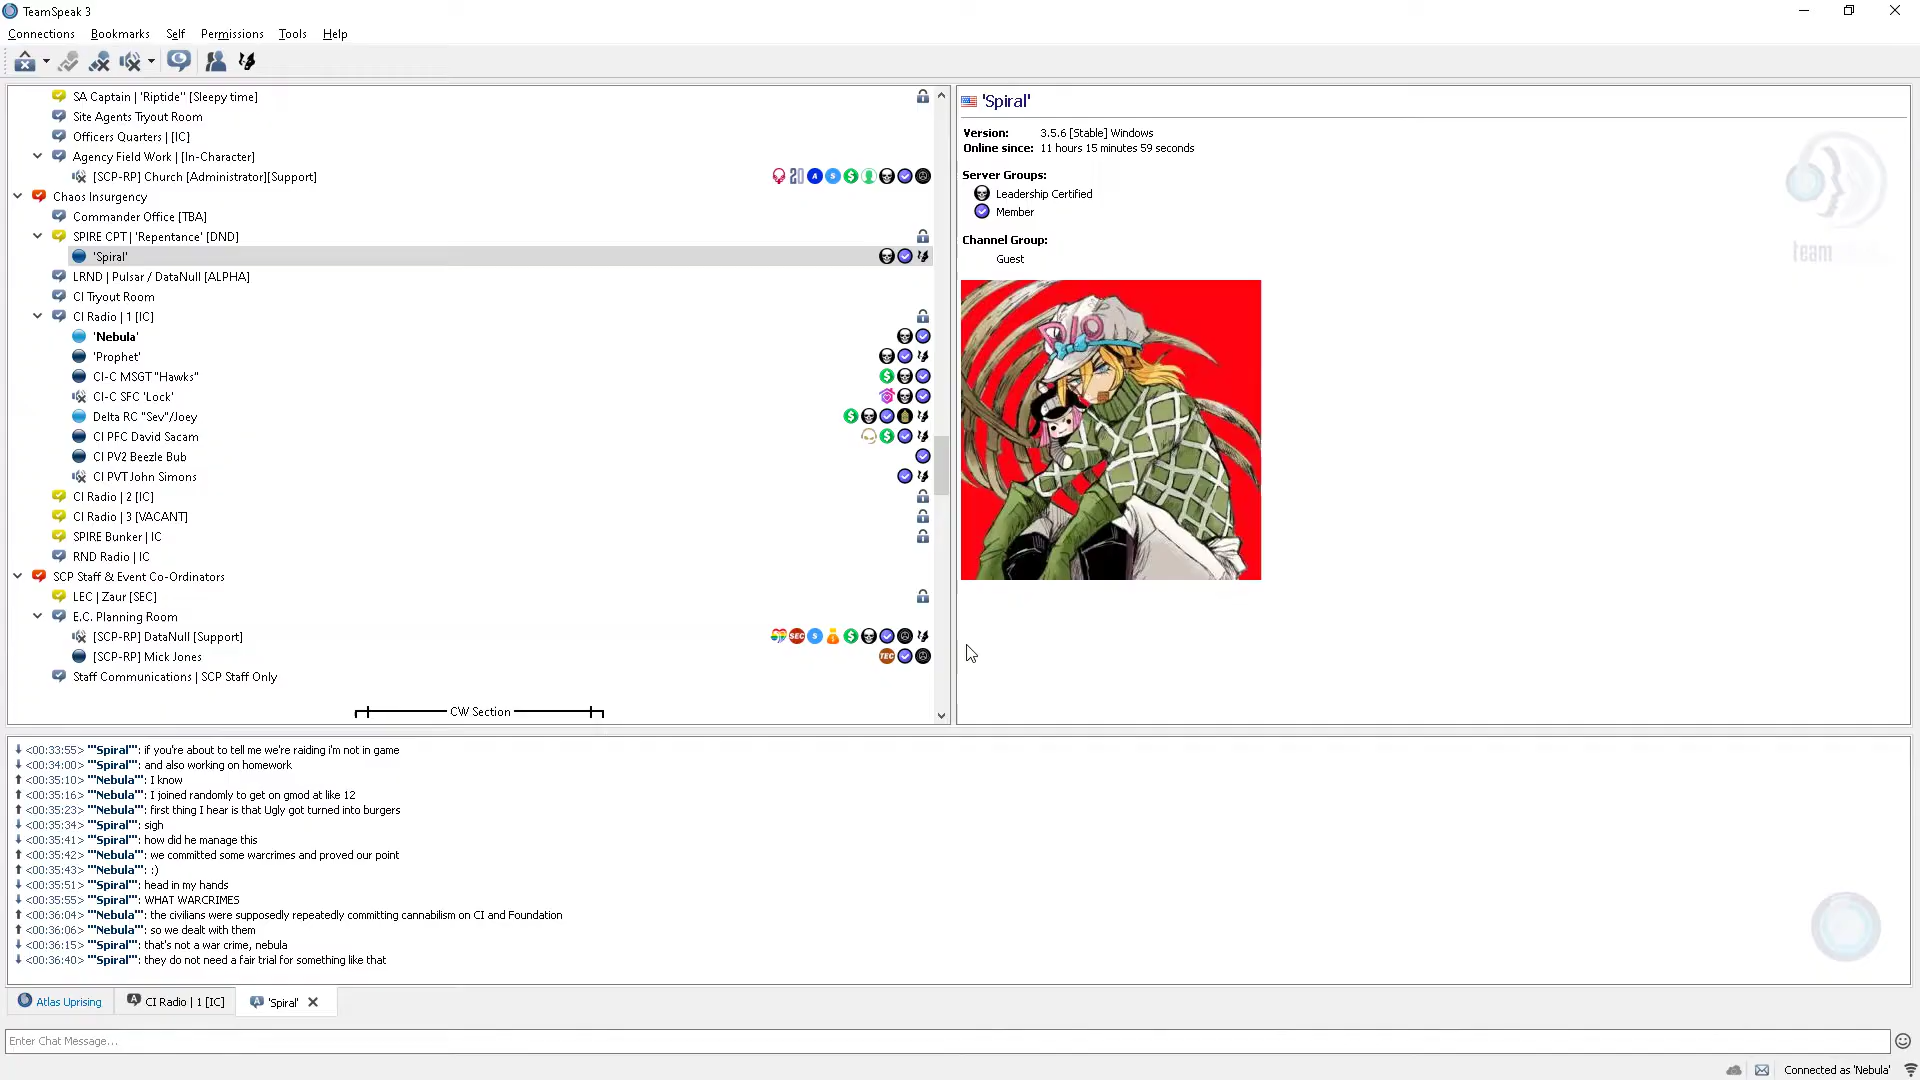 TeamSpeak 3
Connections Bookmarks Self Permissions Tools Help
SA Captain | 'Riptide'' [Sleepy time]
Site Agents Tryout Room
Officers Quarters | [IC]
Agency Field Work | [In-Character]
[SCP-RP] Church [Administrator][Support]
Chaos Insurgency
Commander Office [TBA]
SPIRE CPT| 'Repentance' [DND]
'Spiral'
LRND | Pulsar / DataNull [ALPHA]
CI Tryout Room
CI Radio | 1 [IC]
'Nebula'
'Prophet'
CI-C MSGT "Hawks"
CI-C SFC 'Lock'
Delta RC "Sev"/Joey
CI PFC David Sacam
CI PV2 Beezle Bub
CI PVT John Simons
CI Radio | 2 [IC]
CI Radio | 3 [VACANT]
SPIRE Bunker | IC
RND Radio | IC
SCP Staff & Event Co-Ordinators
LEC | Zaur [SEC]
E.C. Planning Room
[SCP-RP] DataNull [Support]
SEC
[SCP-RP] Mick Jones
TEC
Staff Communications | SCP Staff Only
CW Section
'Spiral'
Version: 3.5.6 [Stable] Windows
Online since: 11 hours 15 minutes 59 seconds
Server Groups:
Leadership Certified
Member
Channel Group:
Guest
DIO
team
<00:33:55> "'Spiral'": if you're about to tell me we're raiding i'm not in game
<00:34:00> "'Spiral'": and also working on homework
<00:35:10> "'Nebula'": I know
<00:35:16> "'Nebula'": I joined randomly to get on gmod at like 12
<00:35:23> "'Nebula'": first thing I hear is that Ugly got turned into burgers
<00:35:34> "'Spiral'": sigh
<00:35:41> "'Spiral'": how did he manage this
<00:35:42> "'Nebula'": we committed some warcrimes and proved our point
<00:35:43> "'Nebula'": :)
<00:35:51> "'Spiral'": head in my hands
<00:35:55> "'Spiral'": WHAT WARCRIMES
<00:36:04> "'Nebula'": the civilians were supposedly repeatedly committing cannabilism on CI and Foundation
<00:36:06> "'Nebula'": so we dealt with them
<00:36:15> "'Spiral'": that's not a war crime, nebula
<00:36:40> "'Spiral'": they do not need a fair trial for something like that
Atlas Uprising CI Radio | 1 [IC] 'Spiral'
Enter Chat Message...
Connected as 'Nebula'